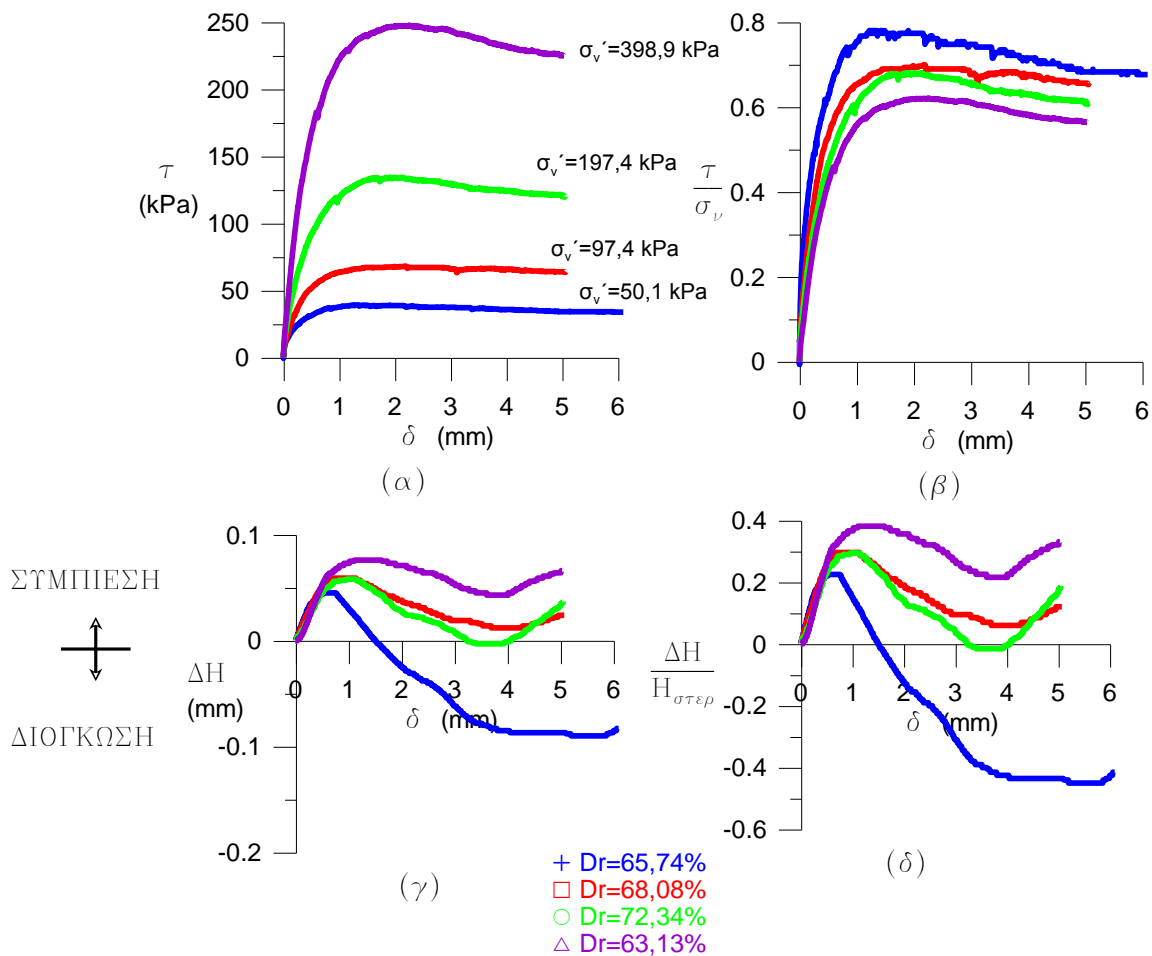 250
200
150
100
50
0
τ
(kPa)
σv´=398,9 kPa
σv´=197,4 kPa
σv´=97,4 kPa
σv´=50,1 kPa
0 1 2 3 4 5 6
δ (mm)
(α)
0.8
0.6
0.4
0.2
0
τ
σν
0 1 2 3 4 5 6
δ (mm)
(β)
ΣΥΜΠΙΕΣΗ
ΔΙΟΓΚΩΣΗ
0.1
0
-0.1
-0.2
ΔH
(mm)
0 1 2 3 4 5 6
δ (mm)
(γ)
0.4
0.2
0
-0.2
-0.4
-0.6
ΔH
Hστερ
0 1 2 3 4 5 6
δ (mm)
(δ)
Dr=65,74%
Dr=68,08%
Dr=72,34%
Dr=63,13%